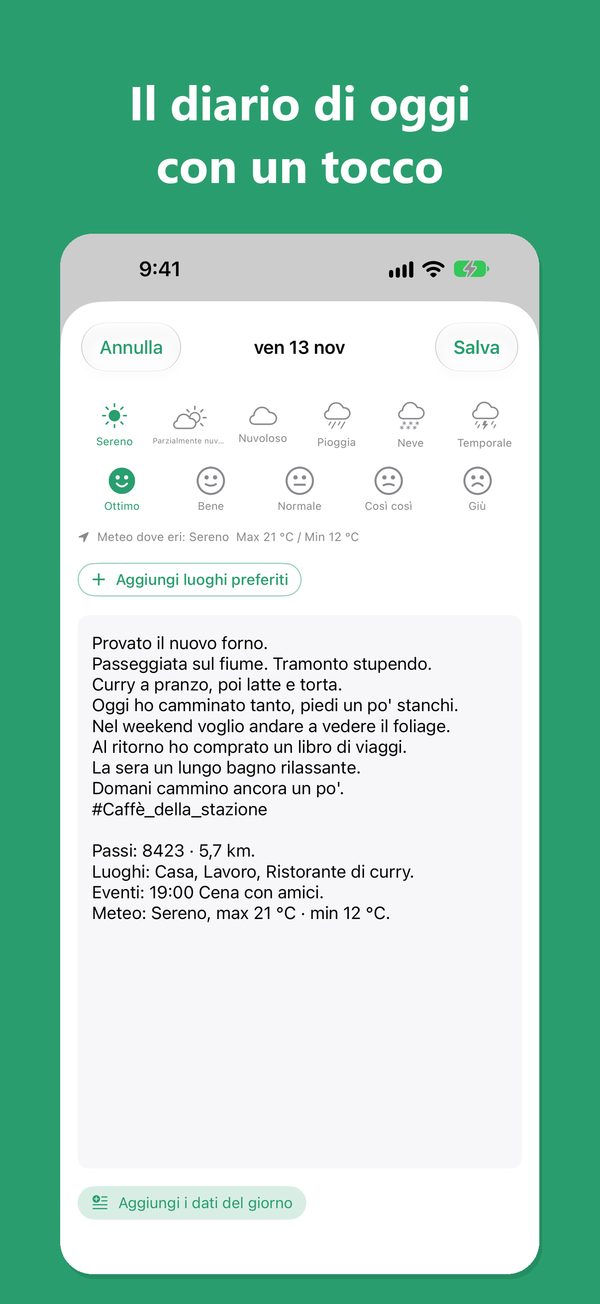 Il diario di oggi
con un tocco
9:41
Annulla
ven 13 nov
Salva
Sereno
Parzialmente nuv...
Nuvoloso
Pioggia
Neve
Temporale
Ottimo
Bene
Normale
Così così
Giù
Meteo dove eri: Sereno  Max 21 °C / Min 12 °C
+ Aggiungi luoghi preferiti
Provato il nuovo forno.
Passeggiata sul fiume. Tramonto stupendo.
Curry a pranzo, poi latte e torta.
Oggi ho camminato tanto, piedi un po' stanchi.
Nel weekend voglio andare a vedere il foliage.
Al ritorno ho comprato un libro di viaggi.
La sera un lungo bagno rilassante.
Domani cammino ancora un po'.
#Caffè_della_stazione
Passi: 8423 · 5,7 km.
Luoghi: Casa, Lavoro, Ristorante di curry.
Eventi: 19:00 Cena con amici.
Meteo: Sereno, max 21 °C · min 12 °C.
Aggiungi i dati del giorno